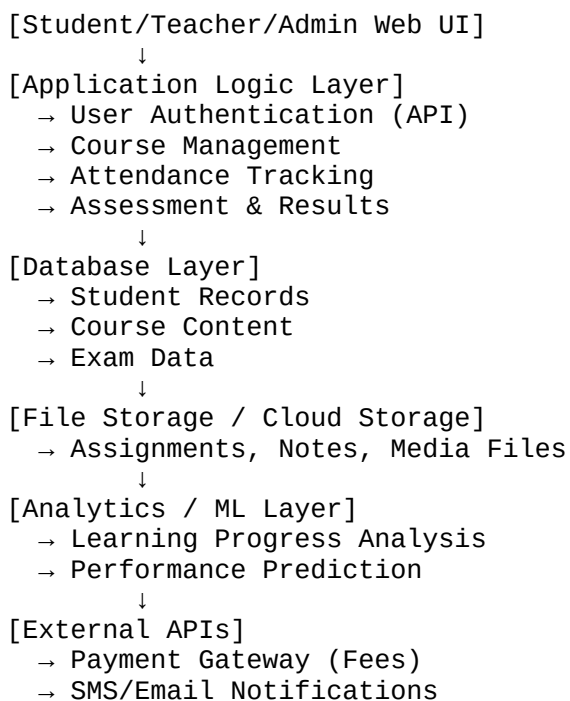 [Student/Teacher/Admin Web UI]
↓
[Application Logic Layer]
→ User Authentication (API)
→ Course Management
→ Attendance Tracking
→ Assessment & Results
↓
[Database Layer]
→ Student Records
→ Course Content
→ Exam Data
↓
[File Storage / Cloud Storage]
→ Assignments, Notes, Media Files
↓
[Analytics / ML Layer]
→ Learning Progress Analysis
→ Performance Prediction
↓
[External APIs]
→ Payment Gateway (Fees)
→ SMS/Email Notifications